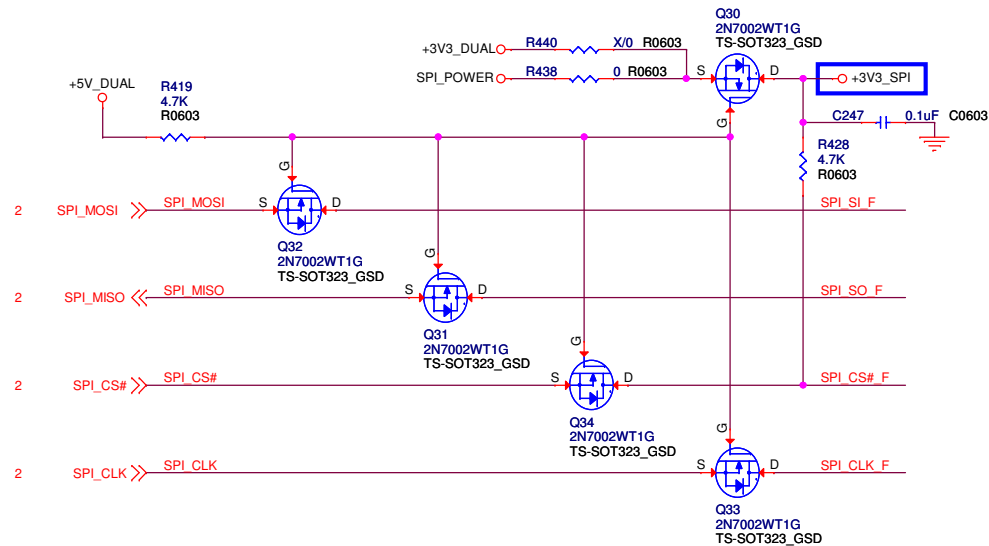 Q30
2N7002WT1G
TS-SOT323_GSD
+3V3_DUAL R440 X/0 R0603
SPI_POWER R438 0 R0603 S D +3V3_SPI
G
+5V_DUAL
R419
4.7K
R0603
C247 0.1uF C0603
R428
4.7K
R0603
G
2 SPI_MOSI SPI_MOSI S D SPI_SI_F
Q32
2N7002WT1G
TS-SOT323_GSD
G
2 SPI_MISO SPI_MISO S D SPI_SO_F
Q31
2N7002WT1G
TS-SOT323_GSD
G
2 SPI_CS# SPI_CS# S D SPI_CS#_F
Q34
2N7002WT1G
TS-SOT323_GSD
G
2 SPI_CLK SPI_CLK S D SPI_CLK_F
Q33
2N7002WT1G
TS-SOT323_GSD